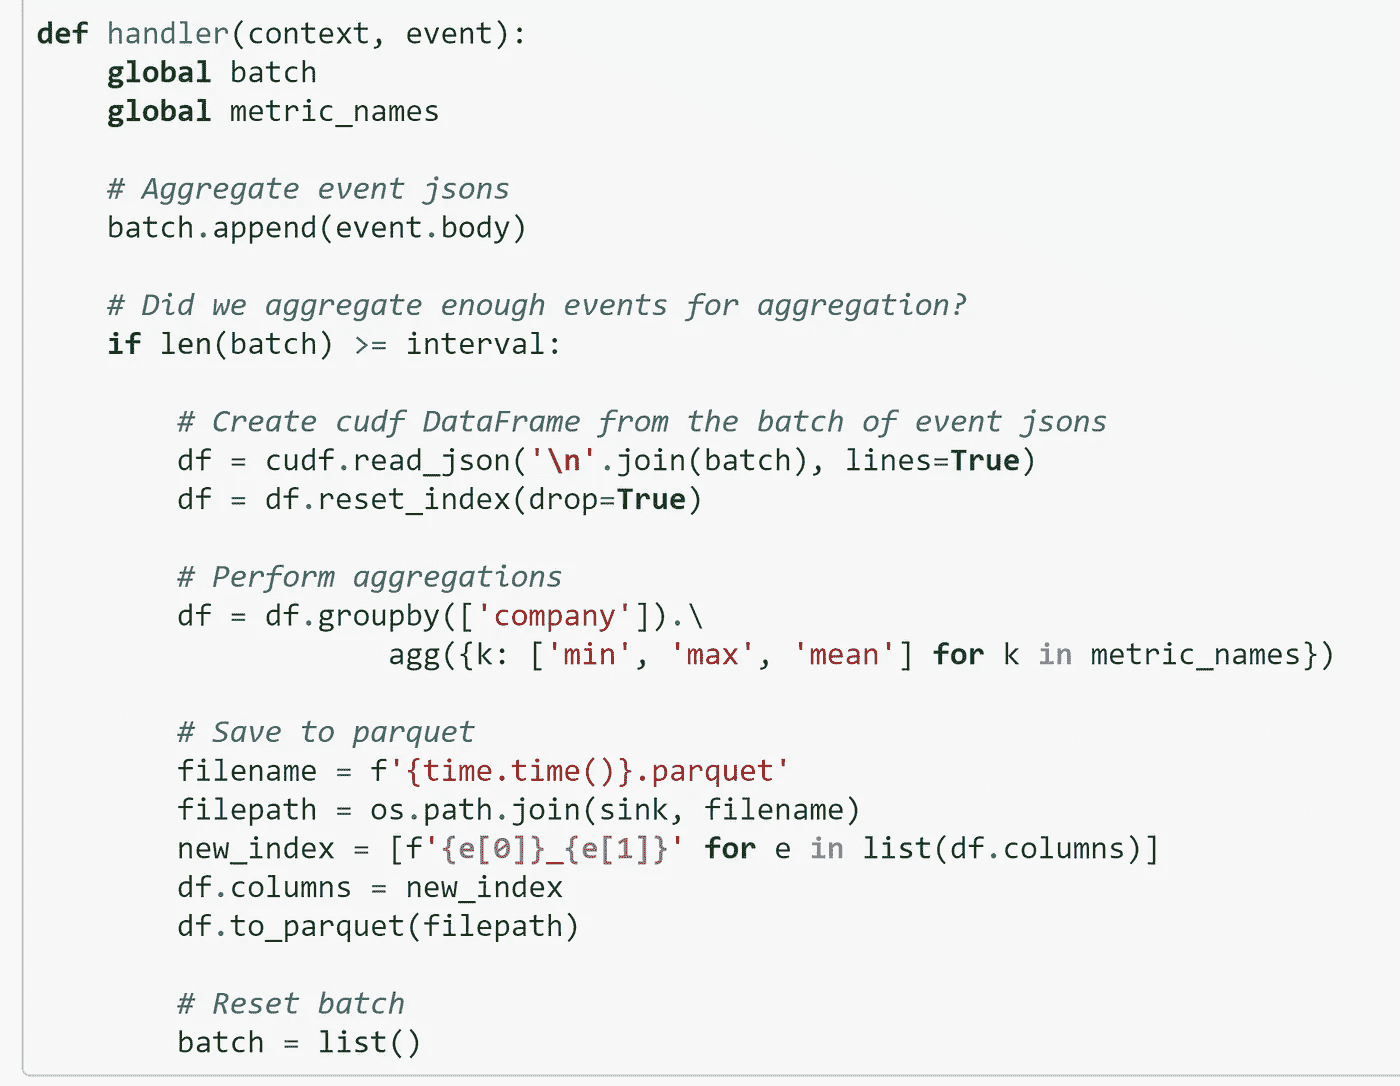 def handler(context, event):
    global batch
    global metric_names

    # Aggregate event jsons
    batch.append(event.body)

    # Did we aggregate enough events for aggregation?
    if len(batch) >= interval:

        # Create cudf DataFrame from the batch of event jsons
        df = cudf.read_json('\n'.join(batch), lines=True)
        df = df.reset_index(drop=True)

        # Perform aggregations
        df = df.groupby(['company']).\
                    agg({k: ['min', 'max', 'mean'] for k in metric_names})

        # Save to parquet
        filename = f'{time.time()}.parquet'
        filepath = os.path.join(sink, filename)
        new_index = [f'{e[0]}_{e[1]}' for e in list(df.columns)]
        df.columns = new_index
        df.to_parquet(filepath)

        # Reset batch
        batch = list()